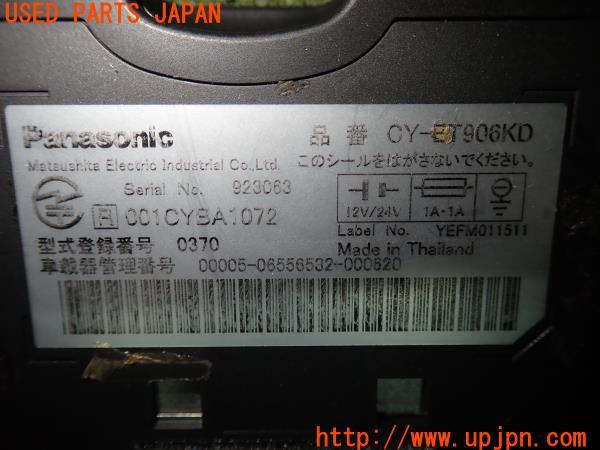 USED PARTS JAPAN
Panasonic
品番 CY-ET906KD
Matsushita Electric Industrial Co.,Ltd.
このシールをはがさないでください。
Serial No. 923063
R 001CYBA1072
12V/24V 1A・1A
Label No. YEFM011511
型式登録番号 0370
Made in Thailand
車載器管理番号 00005-06556532-000620
http://www.upjpn.com